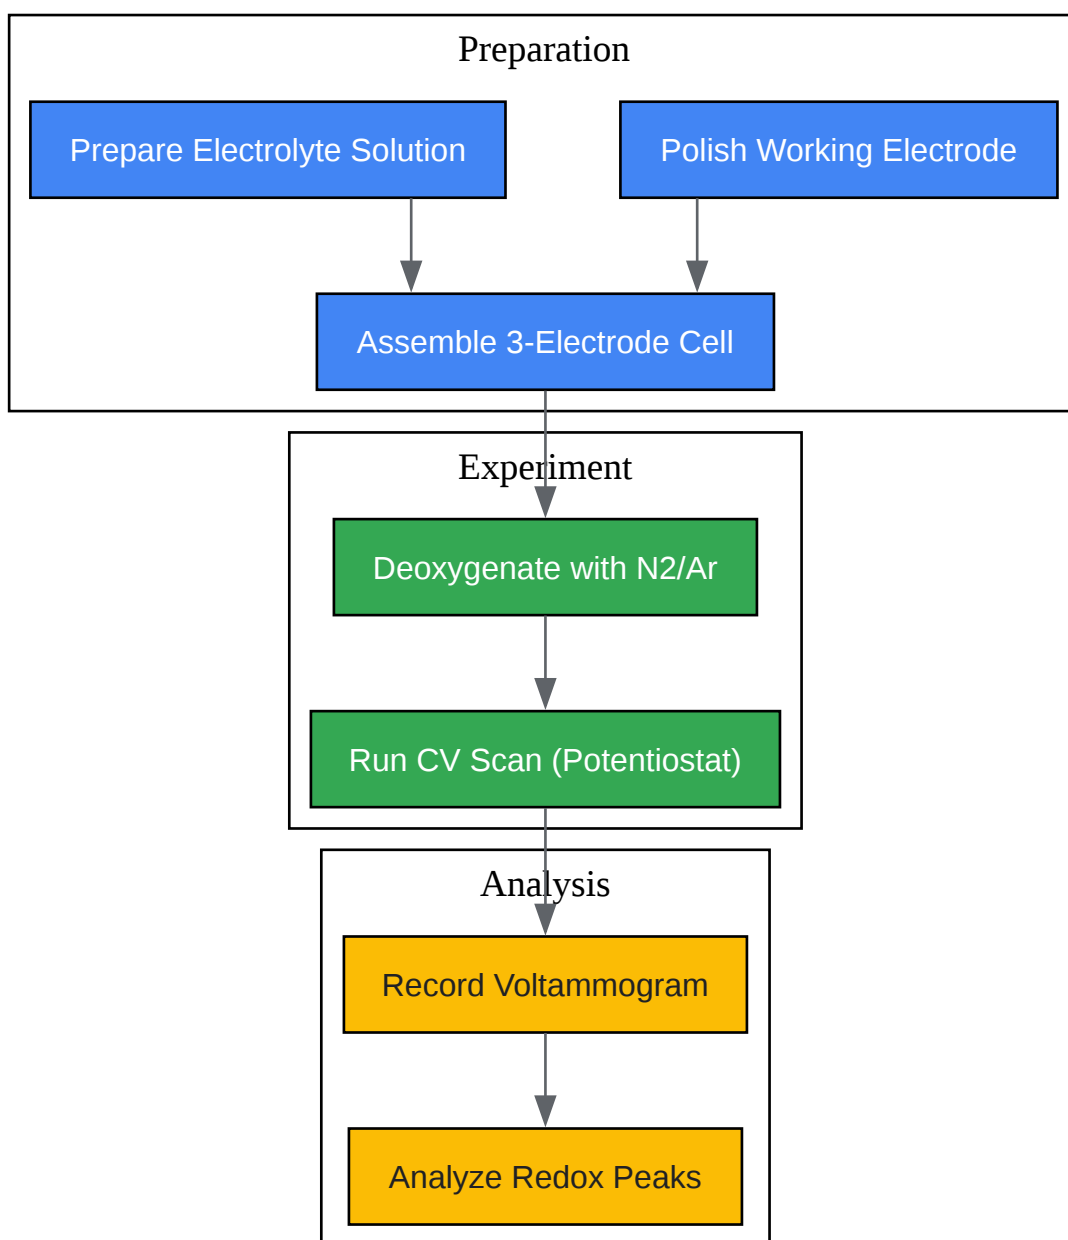 Preparation
Prepare Electrolyte Solution
Polish Working Electrode
Assemble 3-Electrode Cell
Experiment
Deoxygenate with N2/Ar
Run CV Scan (Potentiostat)
Analysis
Record Voltammogram
Analyze Redox Peaks